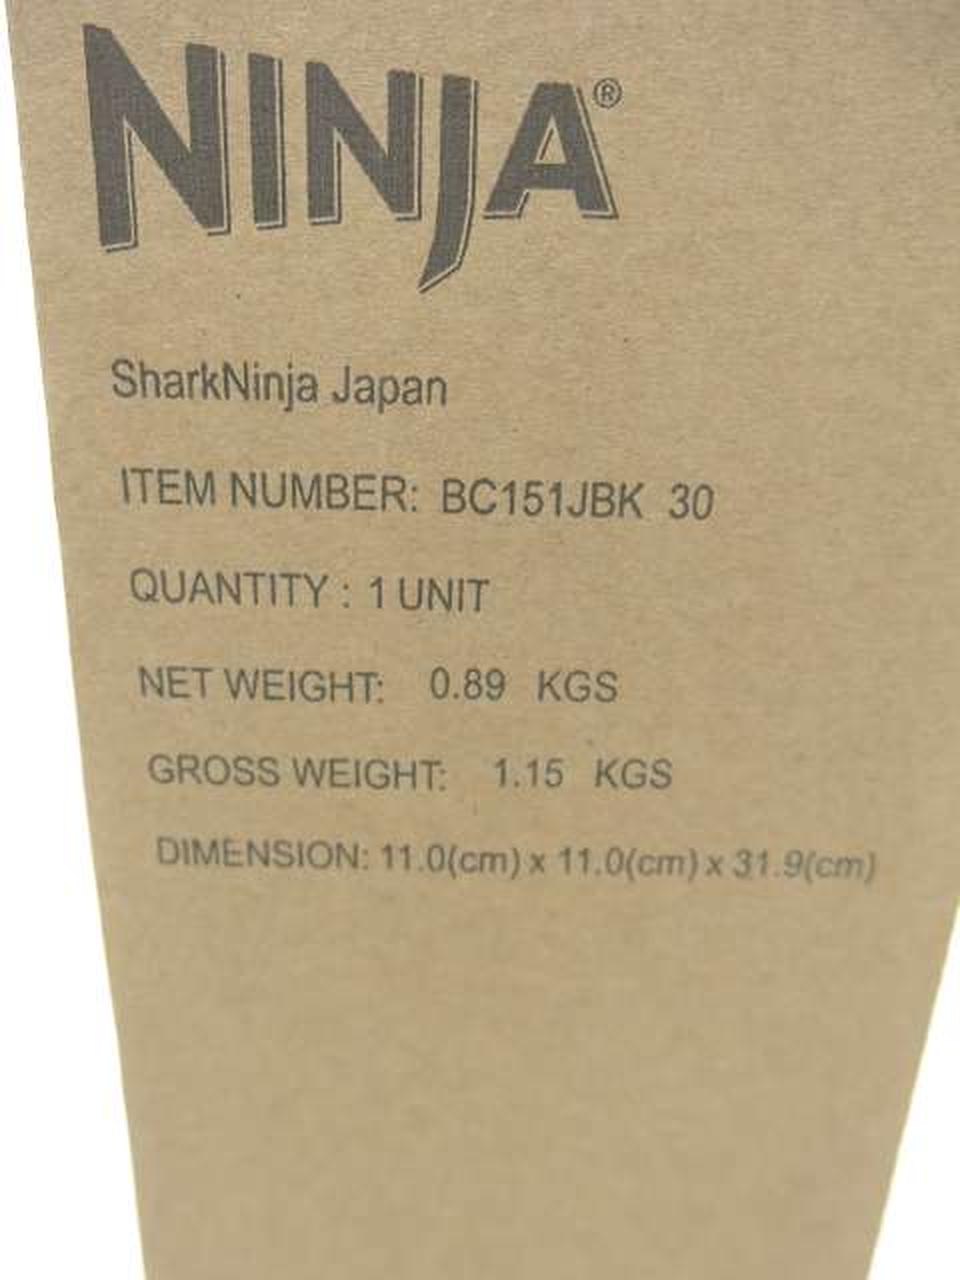 NINJA®
SharkNinja Japan
ITEM NUMBER: BC151JBK 30
QUANTITY : 1 UNIT
NET WEIGHT: 0.89 KGS
GROSS WEIGHT: 1.15 KGS
DIMENSION: 11.0(cm) x 11.0(cm) x 31.9(cm)